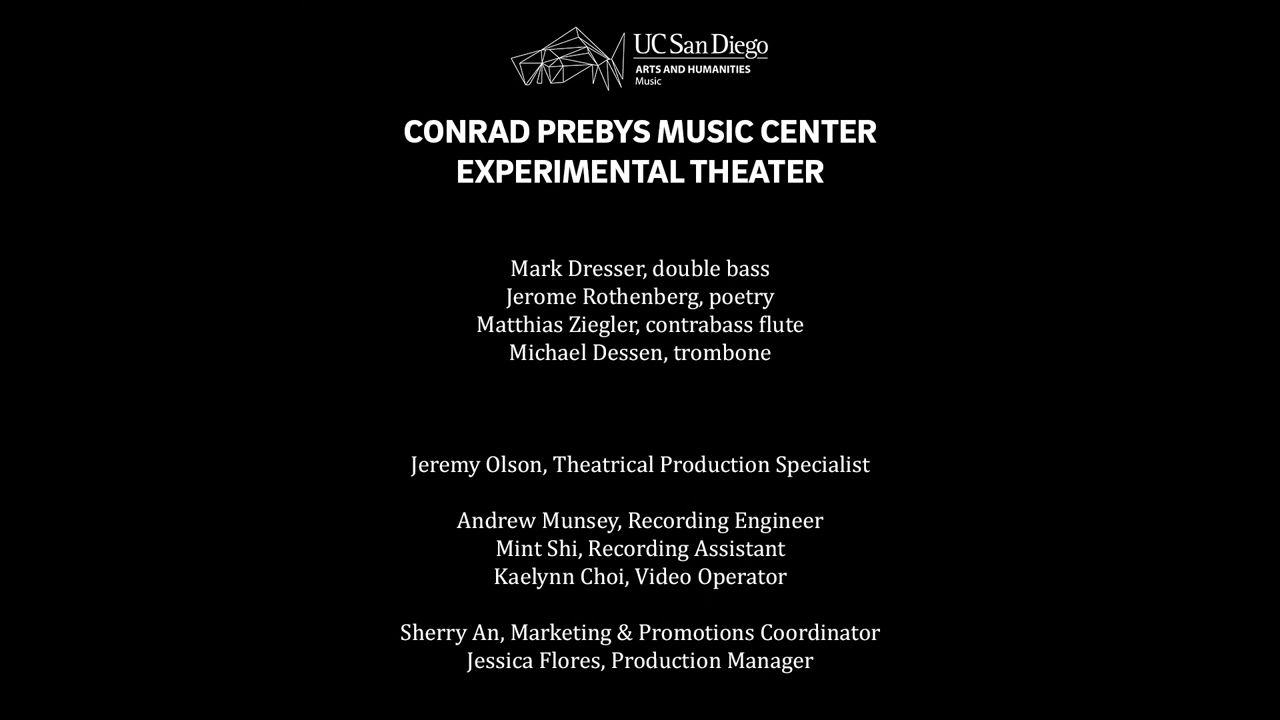 UC San Diego
ARTS AND HUMANITIES
Music
CONRAD PREBYS MUSIC CENTER
EXPERIMENTAL THEATER
Mark Dresser, double bass
Jerome Rothenberg, poetry
Matthias Ziegler, contrabass flute
Michael Dessen, trombone
Jeremy Olson, Theatrical Production Specialist
Andrew Munsey, Recording Engineer
Mint Shi, Recording Assistant
Kaelynn Choi, Video Operator
Sherry An, Marketing & Promotions Coordinator
Jessica Flores, Production Manager